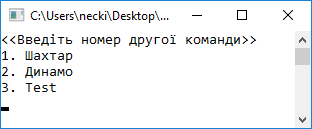 C:\Users\necki\Desktop\...
<<Введіть номер другої команди>>
1. Шахтар
2. Динамо
3. Test